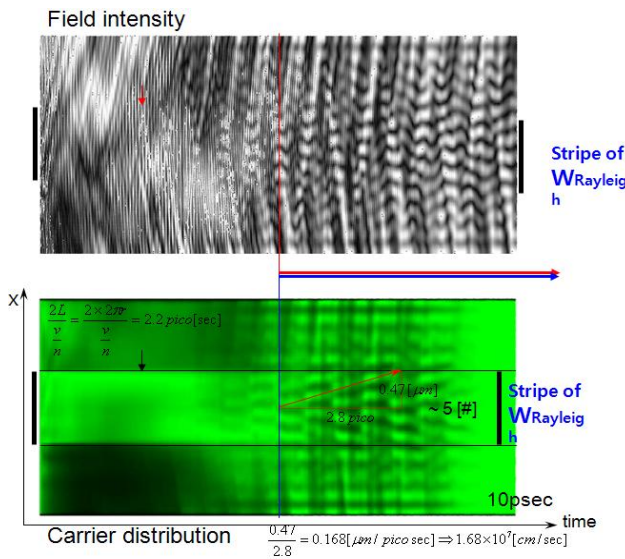 Field intensity
Stripe of
WRayleig
h
X
2L/(v/n) = 2×2πr/(v/n) = 2.2 pico[sec]
0.47[μm]
2.8 pico
~ 5 [#]
Stripe of
WRayleig
h
10psec
time
Carrier distribution
0.47/2.8 = 0.168[μm/ pico sec] ⇒ 1.68×10⁷[cm/sec]